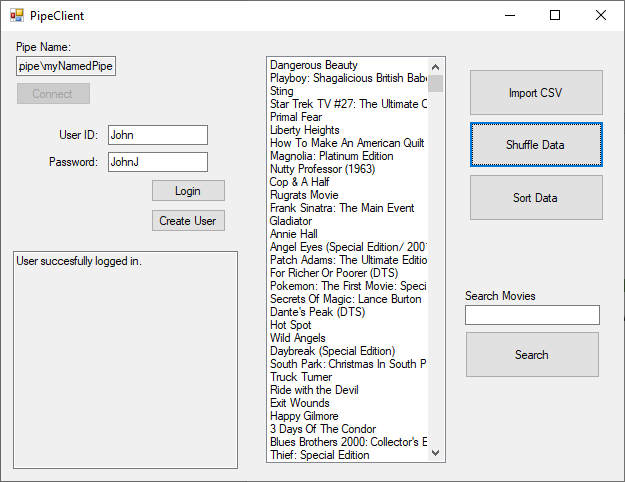 PipeClient
Pipe Name:
.pipe\myNamedPipe
Connect
User ID: John
Password: JohnJ
Login
Create User
User succesfully logged in.
Dangerous Beauty
Playboy: Shagalicious British Babe
Sting
Star Trek TV #27: The Ultimate C
Primal Fear
Liberty Heights
How To Make An American Quilt
Magnolia: Platinum Edition
Nutty Professor (1963)
Cop & A Half
Rugrats Movie
Frank Sinatra: The Main Event
Gladiator
Annie Hall
Angel Eyes (Special Edition/ 2001
Patch Adams: The Ultimate Edition
For Richer Or Poorer (DTS)
Pokemon: The First Movie: Speci
Secrets Of Magic: Lance Burton
Dante's Peak (DTS)
Hot Spot
Wild Angels
Daybreak (Special Edition)
South Park: Christmas In South P
Truck Turner
Ride with the Devil
Exit Wounds
Happy Gilmore
3 Days Of The Condor
Blues Brothers 2000: Collector's E
Thief: Special Edition
Import CSV
Shuffle Data
Sort Data
Search Movies
Search